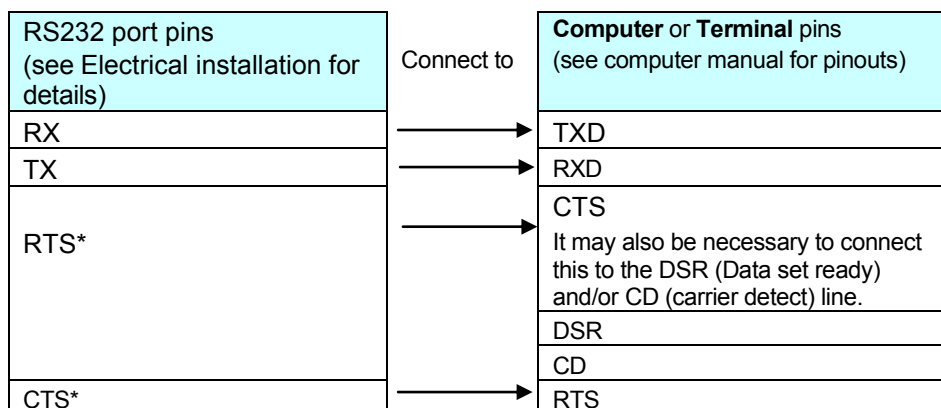 RS232 port pins
(see Electrical installation for
details)
Connect to
Computer or Terminal pins
(see computer manual for pinouts)
RX
TXD
TX
RXD
RTS*
CTS
It may also be necessary to connect
this to the DSR (Data set ready)
and/or CD (carrier detect) line.
DSR
CD
CTS*
RTS